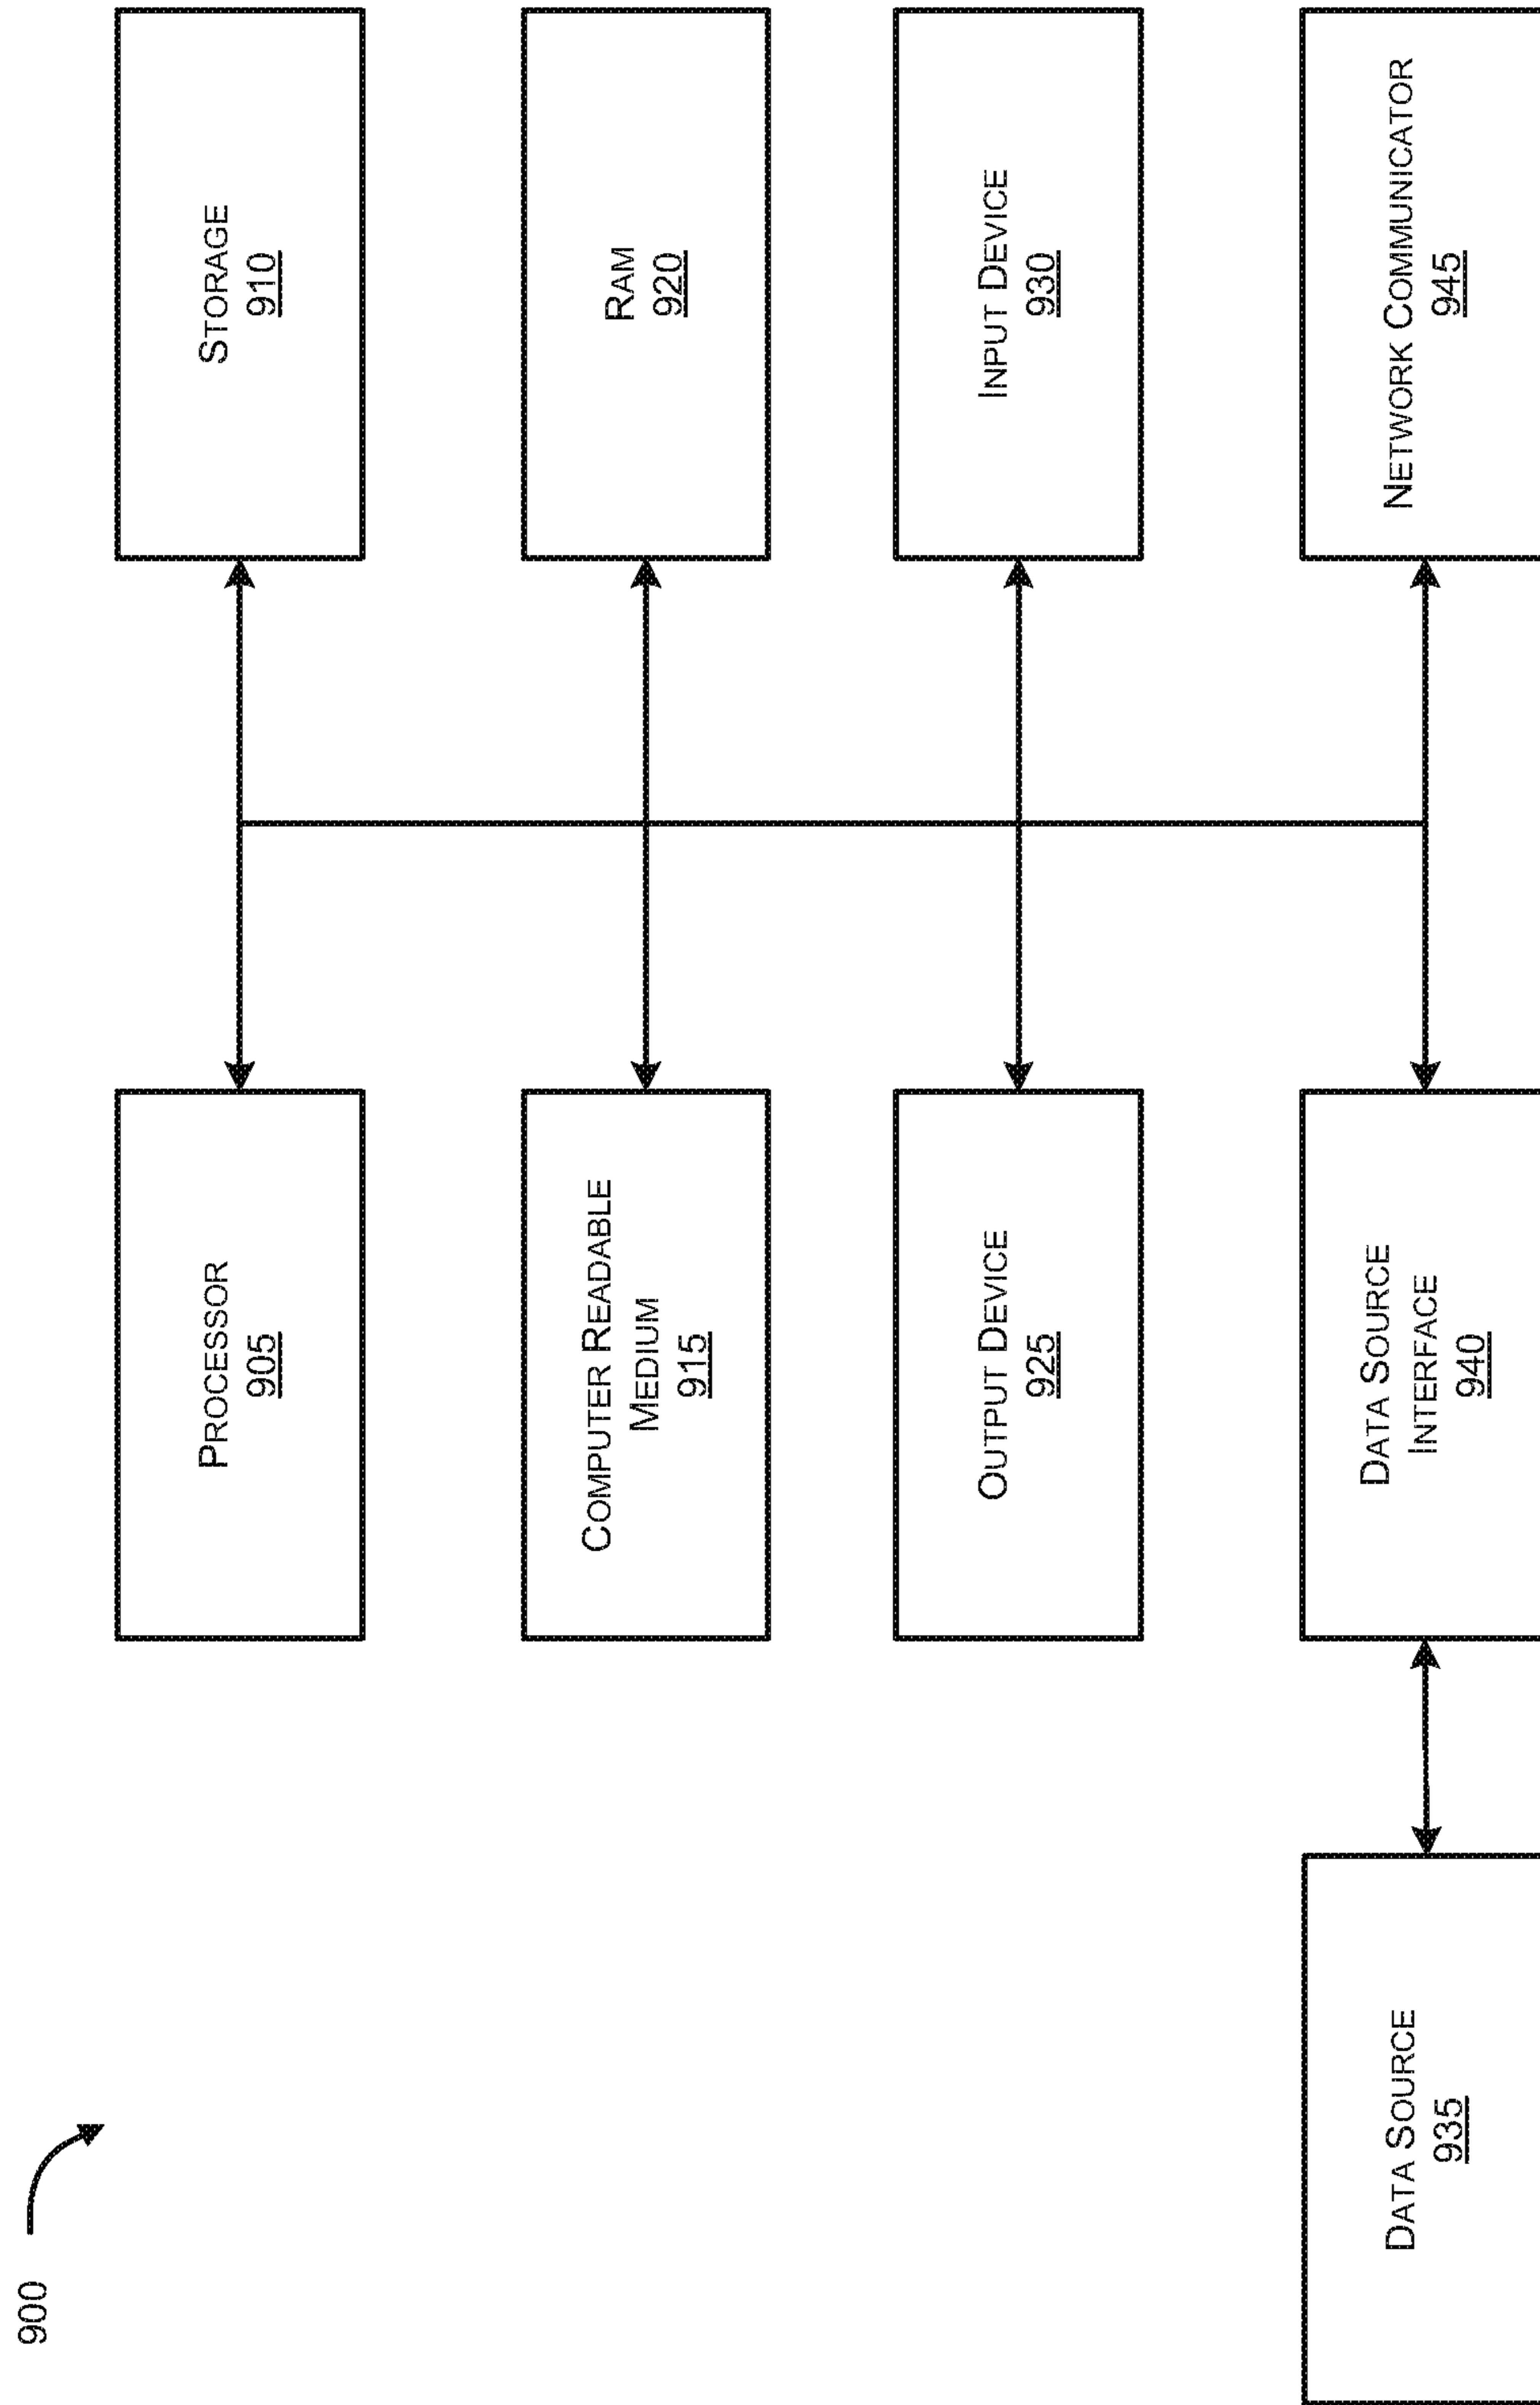 900
PROCESSOR
905
STORAGE
910
COMPUTER READABLE
MEDIUM
915
RAM
920
OUTPUT DEVICE
925
INPUT DEVICE
930
DATA SOURCE
935
DATA SOURCE
INTERFACE
940
NETWORK COMMUNICATOR
945